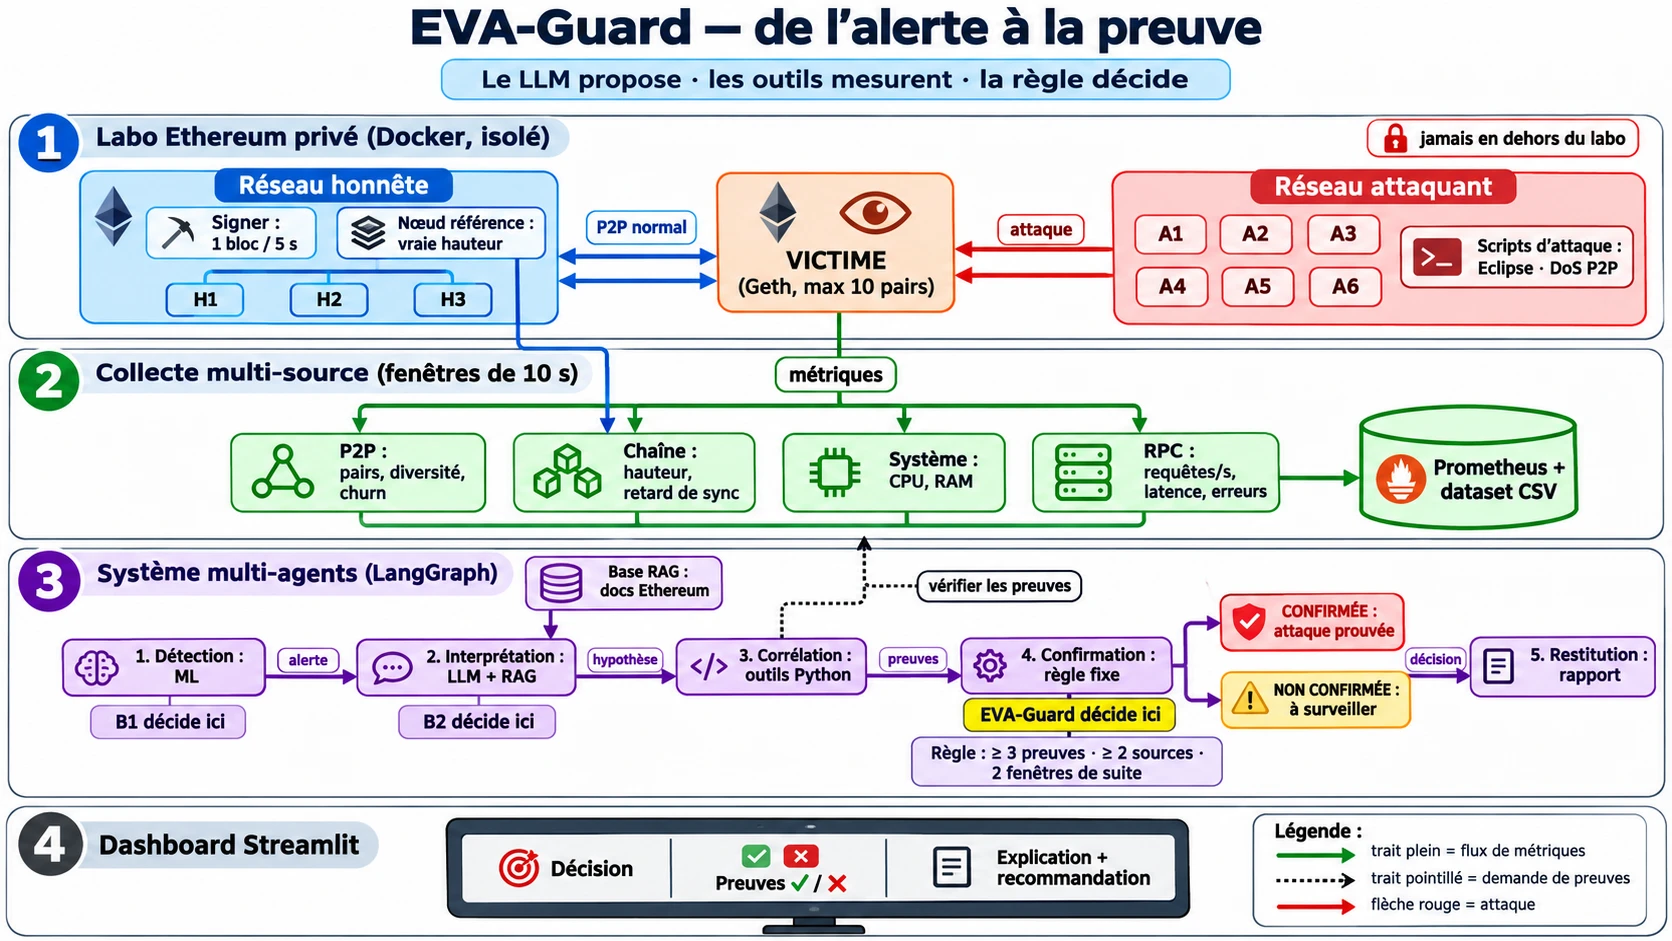 EVA-Guard — de l’alerte à la preuve
Le LLM propose · les outils mesurent · la règle décide
1
Labo Ethereum privé (Docker, isolé)
jamais en dehors du labo
Réseau honnête
Signer :
1 bloc / 5 s
Nœud référence :
vraie hauteur
H1
H2
H3
P2P normal
VICTIME
(Geth, max 10 pairs)
attaque
Réseau attaquant
A1
A2
A3
A4
A5
A6
Scripts d’attaque :
Eclipse · DoS P2P
2
Collecte multi-source (fenêtres de 10 s)
métriques
P2P :
pairs, diversité,
churn
Chaîne :
hauteur,
retard de sync
Système :
CPU, RAM
RPC :
requêtes/s,
latence, erreurs
Prometheus +
dataset CSV
3
Système multi-agents (LangGraph)
Base RAG :
docs Ethereum
vérifier les preuves
1. Détection :
ML
B1 décide ici
alerte
2. Interprétation :
LLM + RAG
B2 décide ici
hypothèse
3. Corrélation :
outils Python
preuves
4. Confirmation :
règle fixe
EVA-Guard décide ici
Règle : ≥ 3 preuves · ≥ 2 sources ·
2 fenêtres de suite
CONFIRMÉE :
attaque prouvée
NON CONFIRMÉE :
à surveiller
décision
5. Restitution :
rapport
4
Dashboard Streamlit
Décision
Preuves ✓ / ✗
Explication +
recommandation
Légende :
trait plein = flux de métriques
trait pointillé = demande de preuves
flèche rouge = attaque